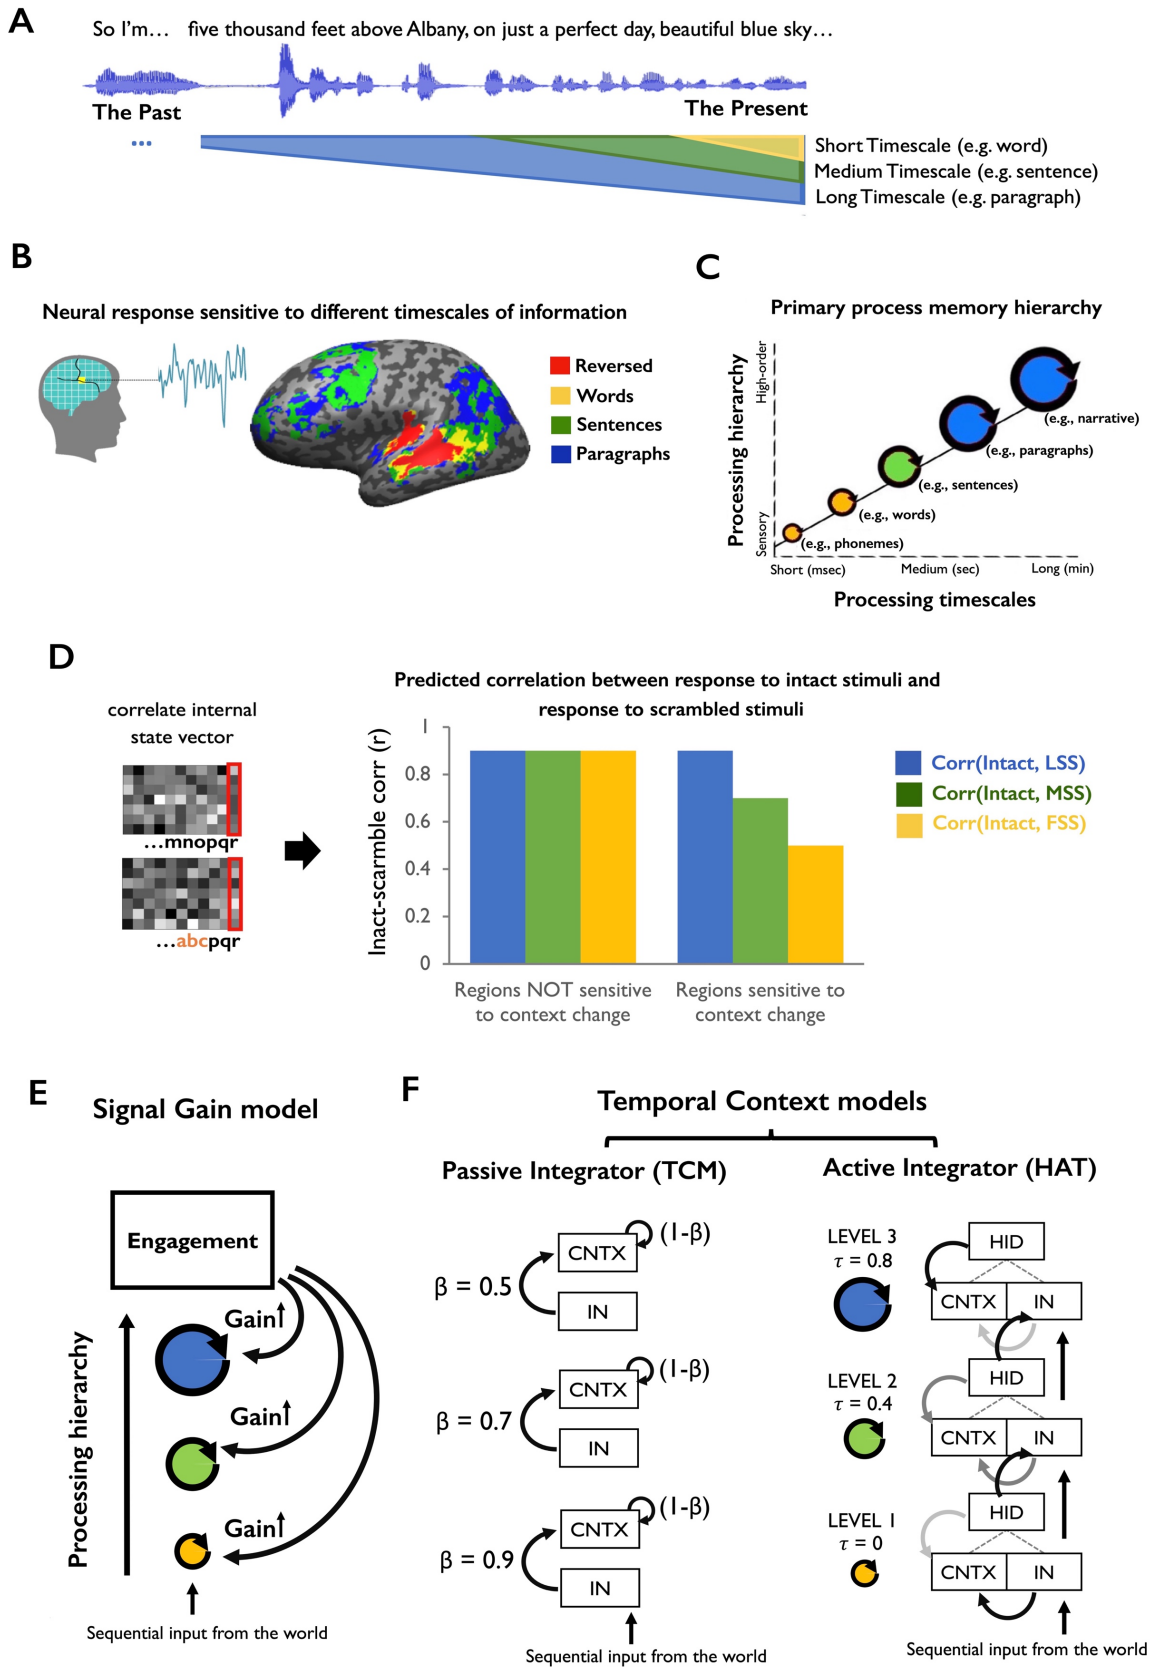 A
So I'm… five thousand feet above Albany, on just a perfect day, beautiful blue sky…
The Past
The Present
...
Short Timescale (e.g. word)
Medium Timescale (e.g. sentence)
Long Timescale (e.g. paragraph)
B
Neural response sensitive to different timescales of information
Reversed
Words
Sentences
Paragraphs
C
Primary process memory hierarchy
Processing hierarchy
High-order
Sensory
(e.g., narrative)
(e.g., paragraphs)
(e.g., sentences)
(e.g., words)
(e.g., phonemes)
Short (msec)
Medium (sec)
Long (min)
Processing timescales
D
correlate internal
state vector
...mnopqr
...abcpqr
Predicted correlation between response to intact stimuli and
response to scrambled stimuli
Inact-scarmble corr (r)
1
0.8
0.6
0.4
0.2
0
Regions NOT sensitive
to context change
Regions sensitive to
context change
Corr(Intact, LSS)
Corr(Intact, MSS)
Corr(Intact, FSS)
E
Signal Gain model
Engagement
Processing hierarchy
Gain↑
Gain↑
Gain↑
Sequential input from the world
F
Temporal Context models
Passive Integrator (TCM)
β = 0.5
CNTX
(1-β)
IN
β = 0.7
CNTX
(1-β)
IN
β = 0.9
CNTX
(1-β)
IN
Sequential input from the world
Active Integrator (HAT)
LEVEL 3
τ = 0.8
HID
CNTX
IN
LEVEL 2
τ = 0.4
HID
CNTX
IN
LEVEL 1
τ = 0
HID
CNTX
IN
Sequential input from the world